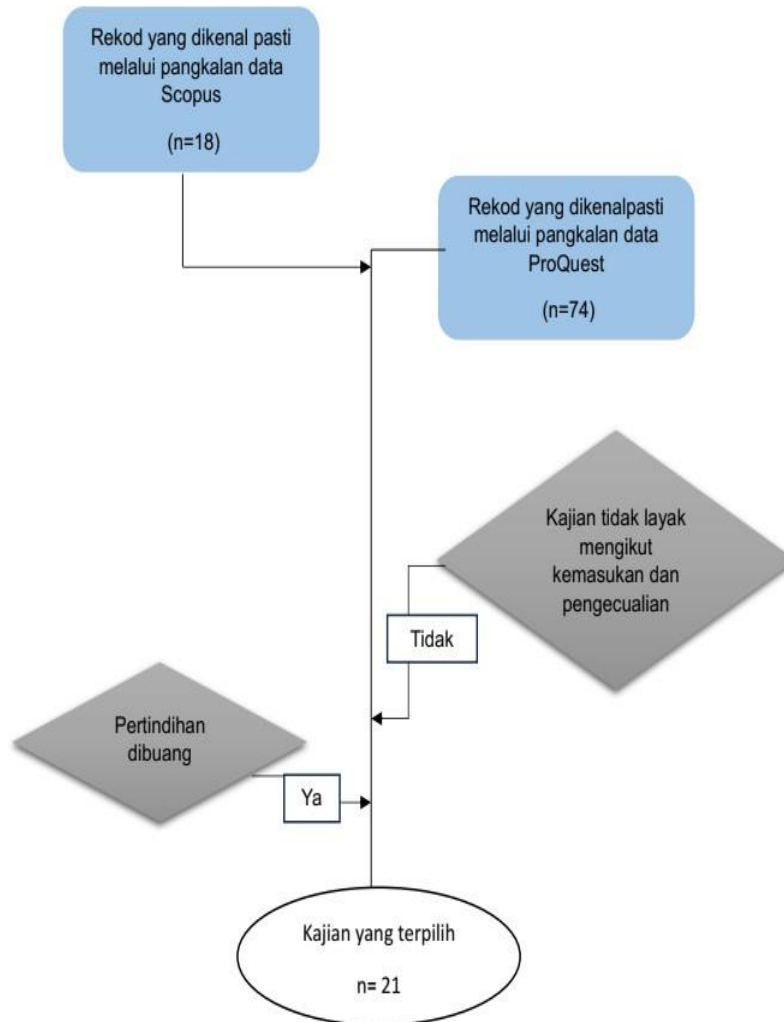 Rekod yang dikenal pasti
melalui pangkalan data
Scopus
(n=18)
Rekod yang dikenalpasti
melalui pangkalan data
ProQuest
(n=74)
Kajian tidak layak
mengikut
kemasukan dan
pengecualian
Tidak
Pertindihan
dibuang
Ya
Kajian yang terpilih
n= 21